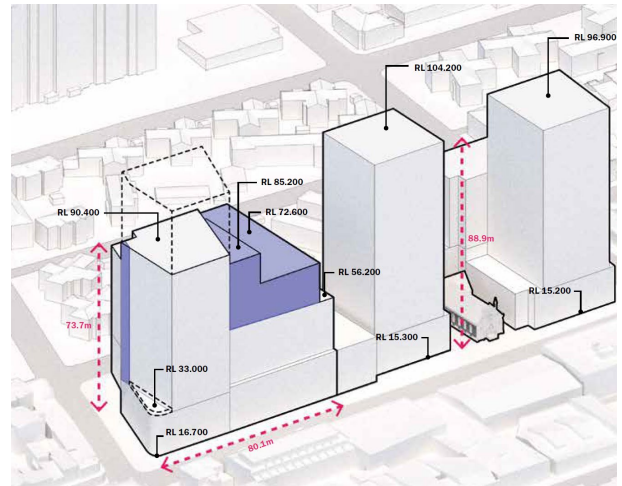 RL 96.900
RL 104.200
RL 85.200
RL 90.400
RL 72.600
88.9m
RL 56.200
RL 15.200
73.7m
RL 15.300
RL 33.000
RL 16.700
80.1m